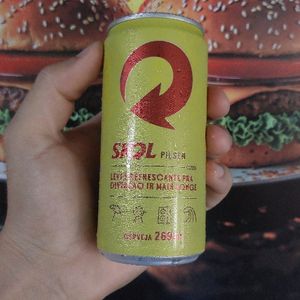 SKOL PILSEN
LEVE E REFRESCANTE PRA
DIVERSÃO IR MAIS LONGE
CERVEJA 269ml